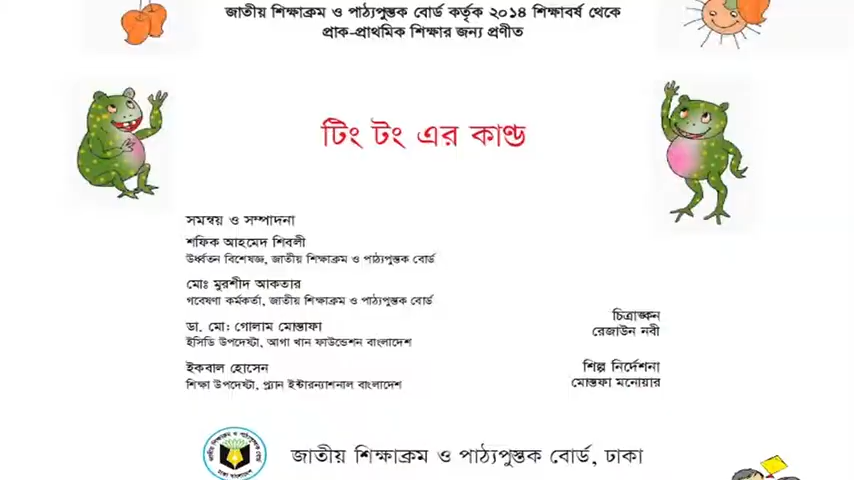 জাতীয় শিক্ষাক্রম ও পাঠ্যপুস্তক বোর্ড কর্তৃক ২০১৪ শিক্ষাবর্ষ থেকে
প্রাক-প্রাথমিক শিক্ষার জন্য প্রণীত
টিং টং এর কাণ্ড
সমন্বয় ও সম্পাদনা
শফিক আহমেদ শিবলী
উর্ধ্বতন বিশেষজ্ঞ, জাতীয় শিক্ষাক্রম ও পাঠ্যপুস্তক বোর্ড
মোঃ মুরশীদ আকতার
গবেষণা কর্মকর্তা, জাতীয় শিক্ষাক্রম ও পাঠ্যপুস্তক বোর্ড
ডা. মো: গোলাম মোস্তাফা
ইসিডি উপদেষ্টা, আগা খান ফাউন্ডেশন বাংলাদেশ
ইকবাল হোসেন
শিক্ষা উপদেষ্টা, প্ল্যান ইন্টারন্যাশনাল বাংলাদেশ
চিত্রাঙ্কন
রেজাউন নবী
শিল্প নির্দেশনা
মোস্তফা মনোয়ার
জাতীয় শিক্ষাক্রম ও পাঠ্যপুস্তক বোর্ড, ঢাকা